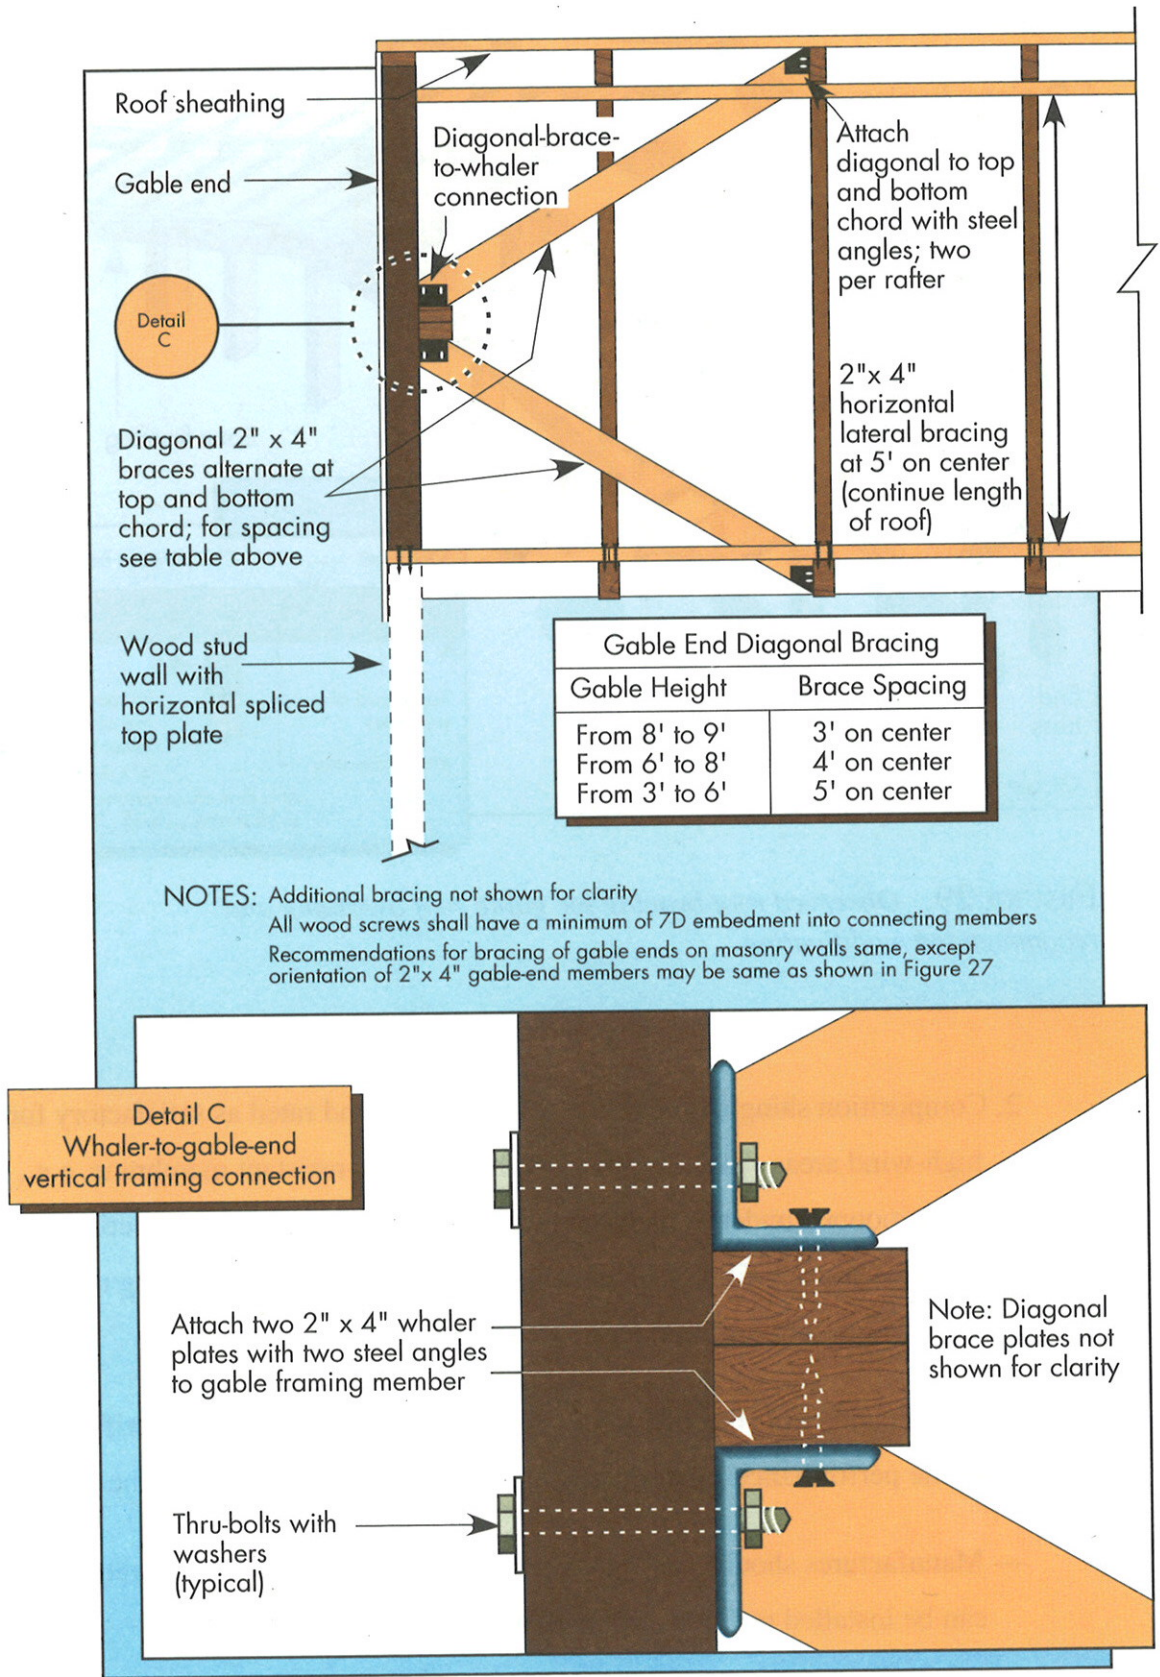 Roof sheathing
Gable end
Diagonal-brace-
to-whaler
connection
Attach
diagonal to top
and bottom
chord with steel
angles; two
per rafter
Detail
C
2"x 4"
horizontal
lateral bracing
at 5' on center
(continue length
of roof)
Diagonal 2" x 4"
braces alternate at
top and bottom
chord; for spacing
see table above
Wood stud
wall with
horizontal spliced
top plate
Gable End Diagonal Bracing
Gable Height Brace Spacing
From 8' to 9' 3' on center
From 6' to 8' 4' on center
From 3' to 6' 5' on center
NOTES: Additional bracing not shown for clarity
All wood screws shall have a minimum of 7D embedment into connecting members
Recommendations for bracing of gable ends on masonry walls same, except
orientation of 2"x 4" gable-end members may be same as shown in Figure 27
Detail C
Whaler-to-gable-end
vertical framing connection
Attach two 2" x 4" whaler
plates with two steel angles
to gable framing member
Note: Diagonal
brace plates not
shown for clarity
Thru-bolts with
washers
(typical)